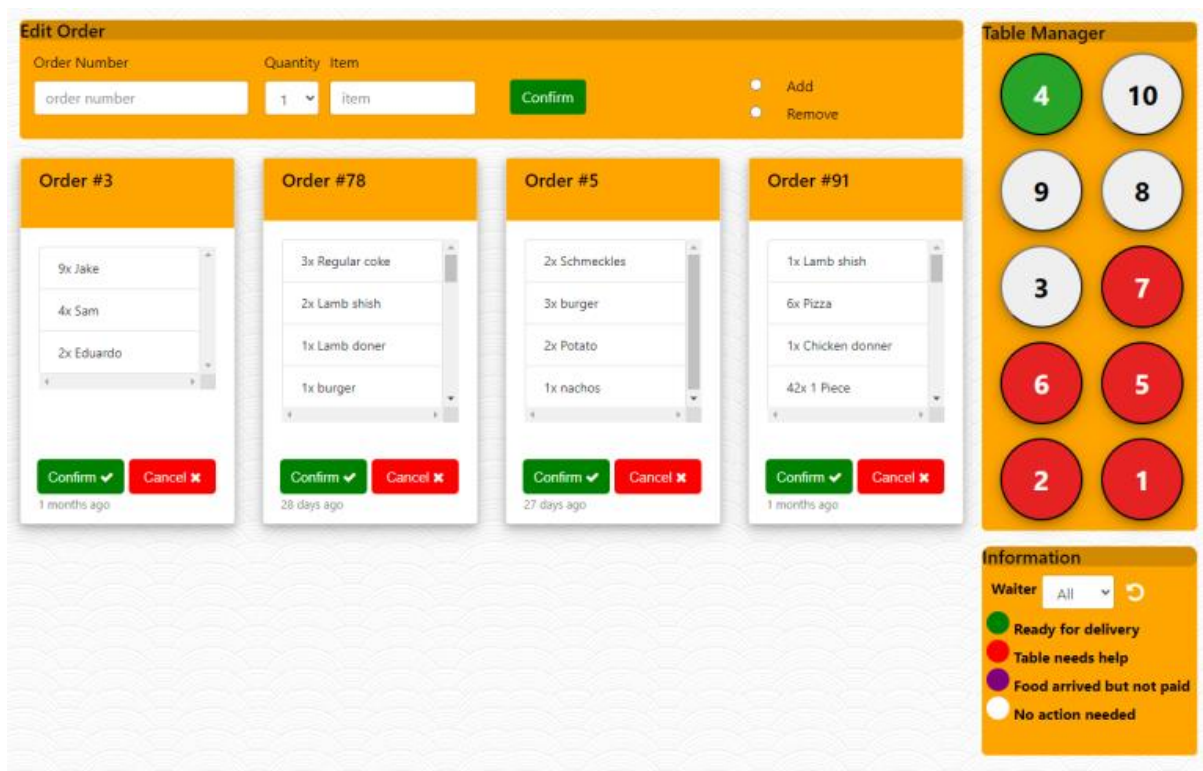 Edit Order
Order Number
Quantity Item
order number
1
item
Confirm
Add
Remove
Order #3
9x Jake
4x Sam
2x Eduardo
Confirm ✔ Cancel ✖
1 months ago
Order #78
3x Regular coke
2x Lamb shish
1x Lamb doner
1x burger
Confirm ✔ Cancel ✖
28 days ago
Order #5
2x Schmeckles
3x burger
2x Potato
1x nachos
Confirm ✔ Cancel ✖
27 days ago
Order #91
1x Lamb shish
6x Pizza
1x Chicken donner
42x 1 Piece
Confirm ✔ Cancel ✖
1 months ago
Table Manager
4 10
9 8
3 7
6 5
2 1
Information
Waiter All
Ready for delivery
Table needs help
Food arrived but not paid
No action needed